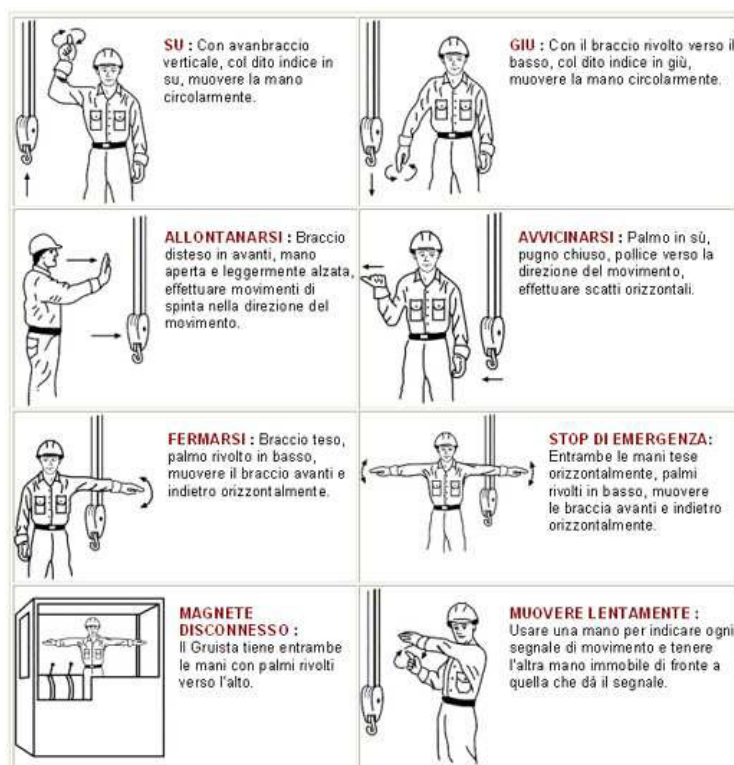 SU : Con avanbraccio
verticale, col dito indice in
su, muovere la mano
circolarmente.
GIU : Con il braccio rivolto verso il
basso, col dito indice in giù,
muovere la mano circolarmente.
ALLONTANARSI : Braccio
disteso in avanti, mano
aperta e leggermente alzata,
effettuare movimenti di
spinta nella direzione del
movimento.
AVVICINARSI : Palmo in sù,
pugno chiuso, pollice verso la
direzione del movimento,
effettuare scatti orizzontali.
FERMARSI : Braccio teso,
palmo rivolto in basso,
muovere il braccio avanti e
indietro orizzontalmente.
STOP DI EMERGENZA:
Entrambe le mani tese
orizzontalmente, palmi
rivolti in basso, muovere
le braccia avanti e indietro
orizzontalmente.
MAGNETE
DISCONNESSO :
Il Gruista tiene entrambe
le mani con palmi rivolti
verso l'alto.
MUOVERE LENTAMENTE :
Usare una mano per indicare ogni
segnale di movimento e tenere
l'altra mano immobile di fronte a
quella che dà il segnale.